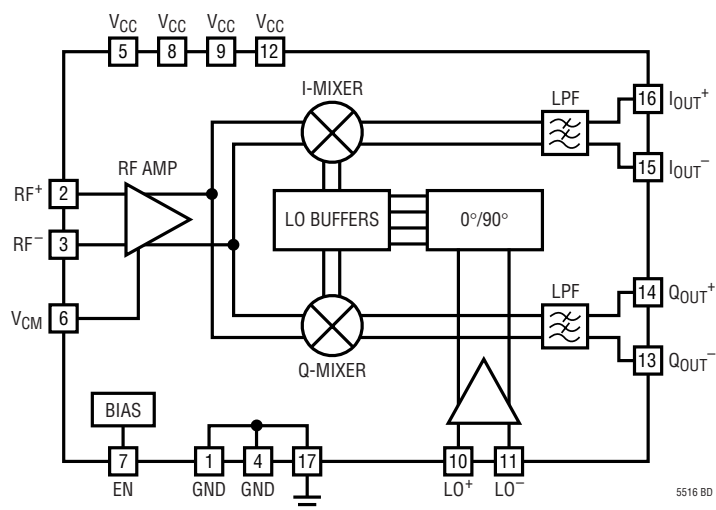 VCC VCC VCC VCC
5 8 9 12
I-MIXER
LPF
16 IOUT+
15 IOUT−
RF AMP
RF+ 2
RF− 3
LO BUFFERS
0°/90°
VCM 6
LPF
14 QOUT+
13 QOUT−
Q-MIXER
BIAS
7 1 4 17 10 11
EN GND GND LO+ LO−
5516 BD